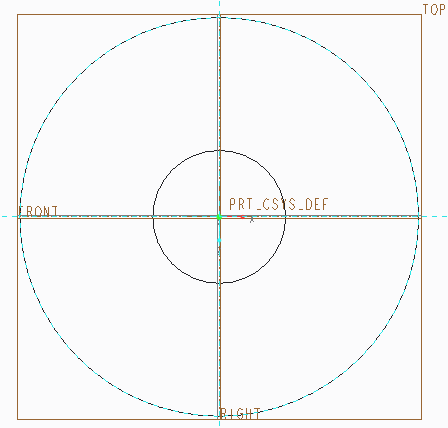 TOP
PRT_CSYS_DEF
FRONT
X
RIGHT